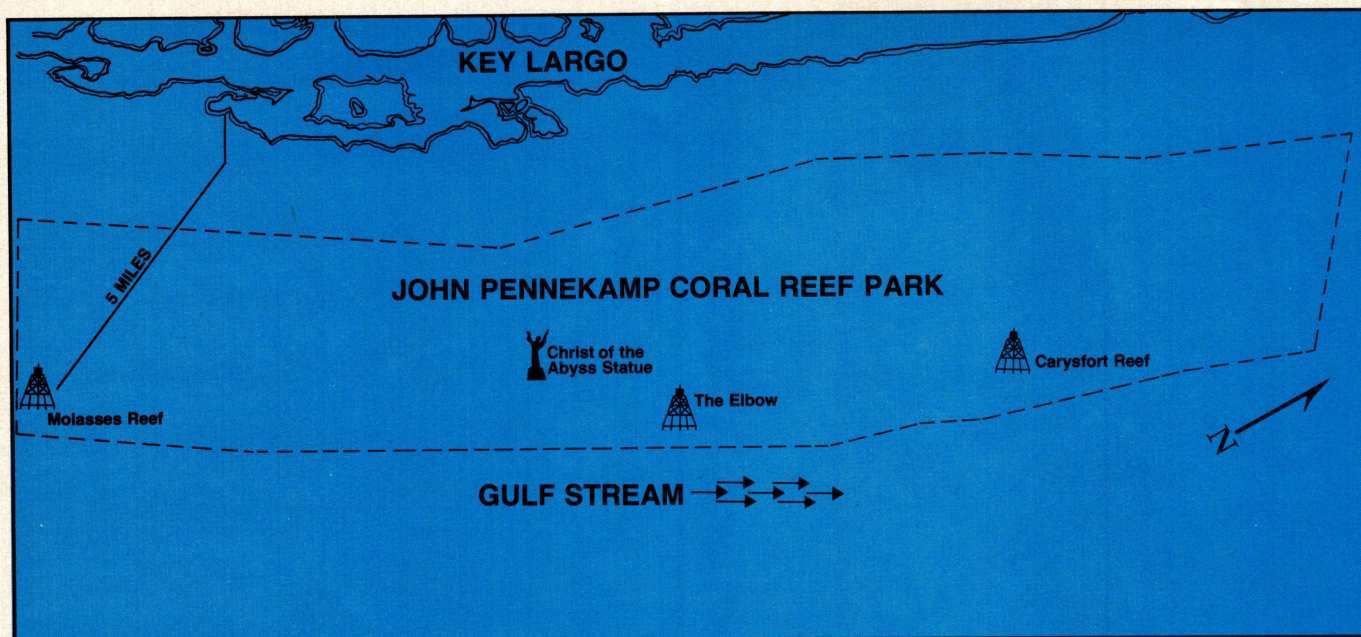 KEY LARGO
5 MILES
JOHN PENNEKAMP CORAL REEF PARK
Christ of the
Abyss Statue
Carysfort Reef
The Elbow
Molasses Reef
N
GULF STREAM